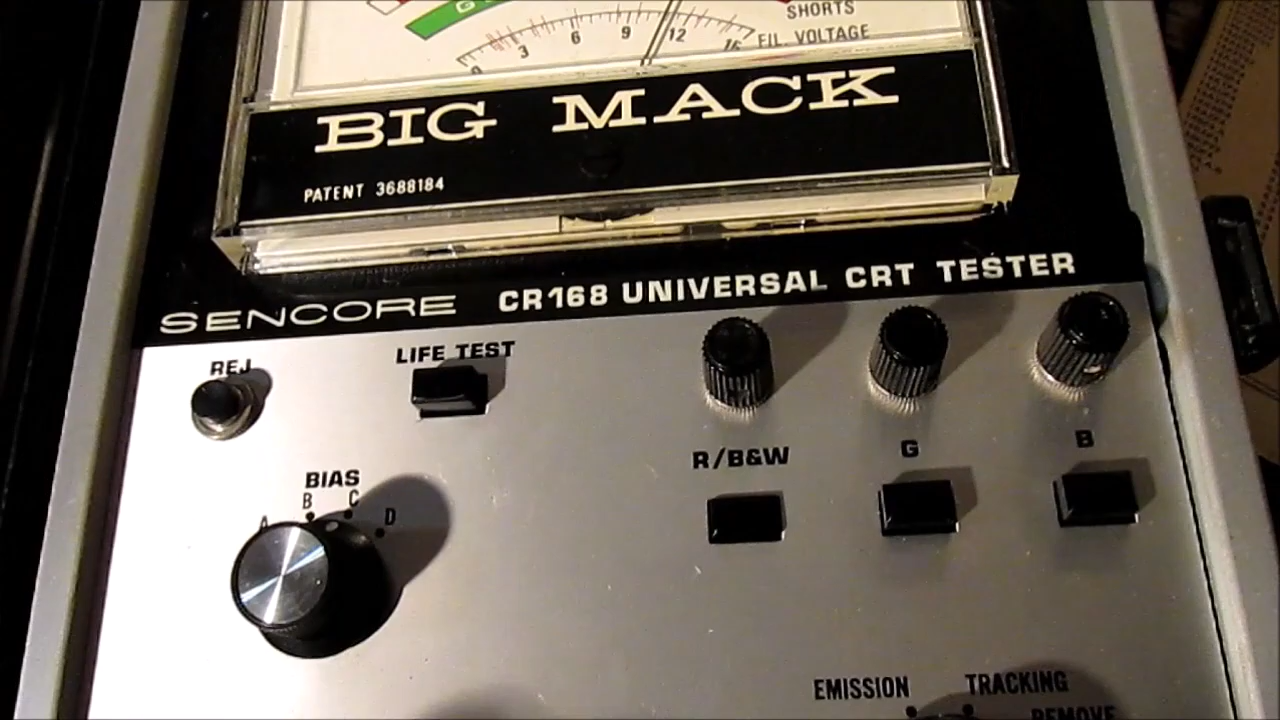 SHORTS
0 3 6 9 12 16 FIL. VOLTAGE
BIG MACK
PATENT 3688184
SENCORE CR168 UNIVERSAL CRT TESTER
REJ
LIFE TEST
R/B&W G B
BIAS
A B C D
EMISSION TRACKING
REMOVE